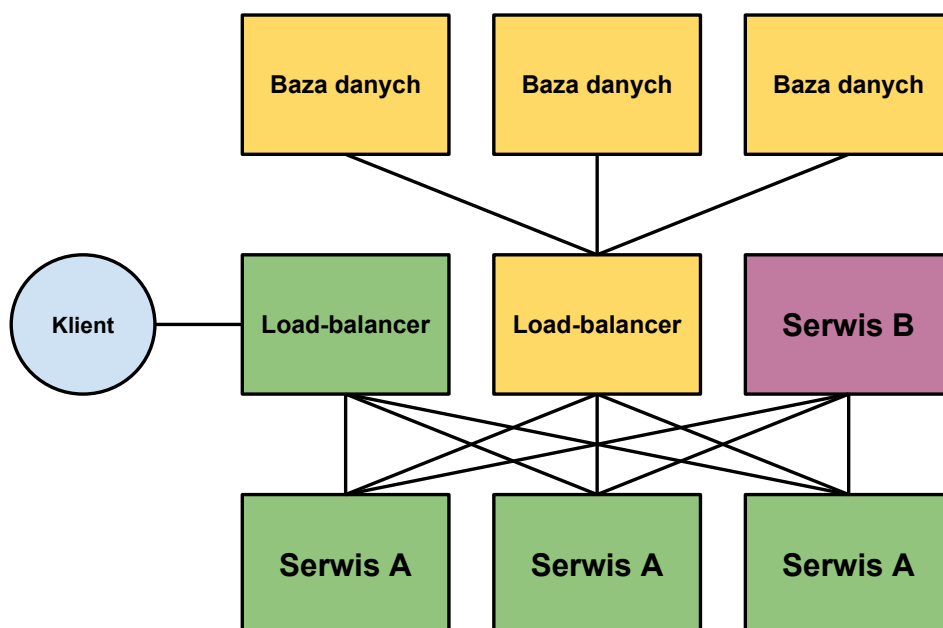 Baza danych
Baza danych
Baza danych
Klient
Load-balancer
Load-balancer
Serwis B
Serwis A
Serwis A
Serwis A